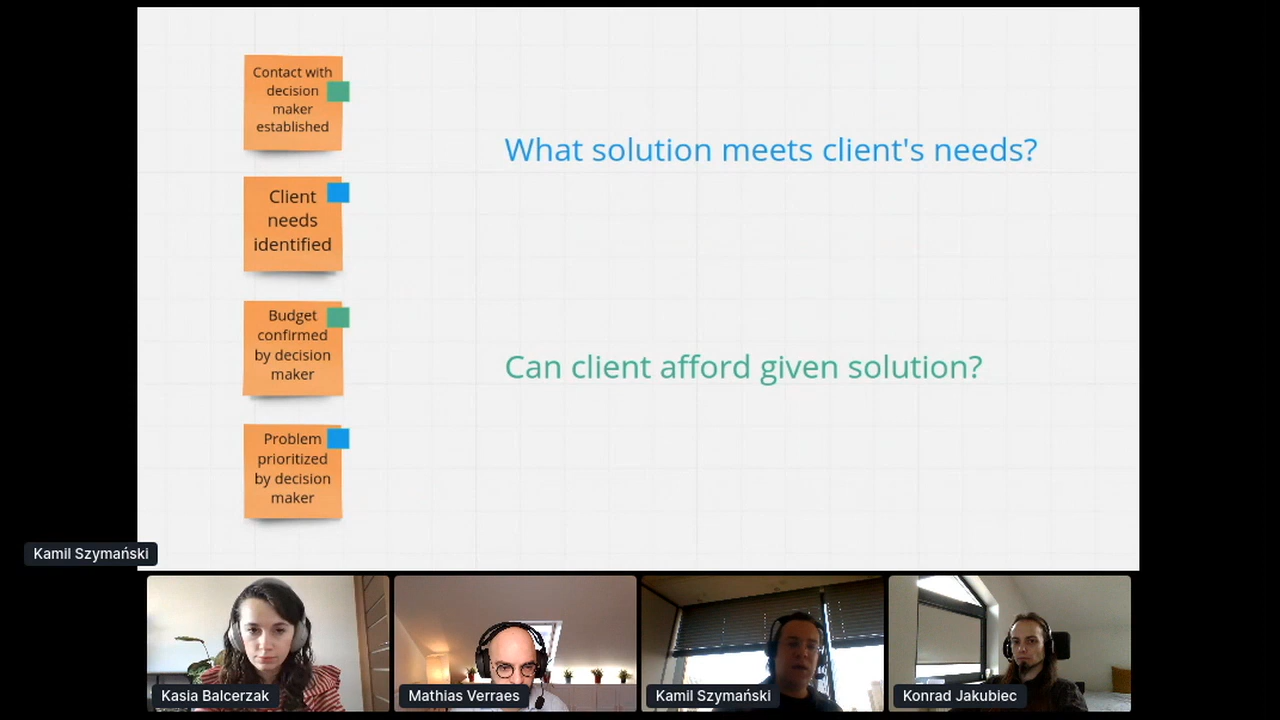 Contact with
decision
maker
established
What solution meets client's needs?
Client
needs
identified
Budget
confirmed
by decision
maker
Can client afford given solution?
Problem
prioritized
by decision
maker
Kamil Szymański
Kasia Balcerzak
Mathias Verraes
Kamil Szymański
Konrad Jakubiec